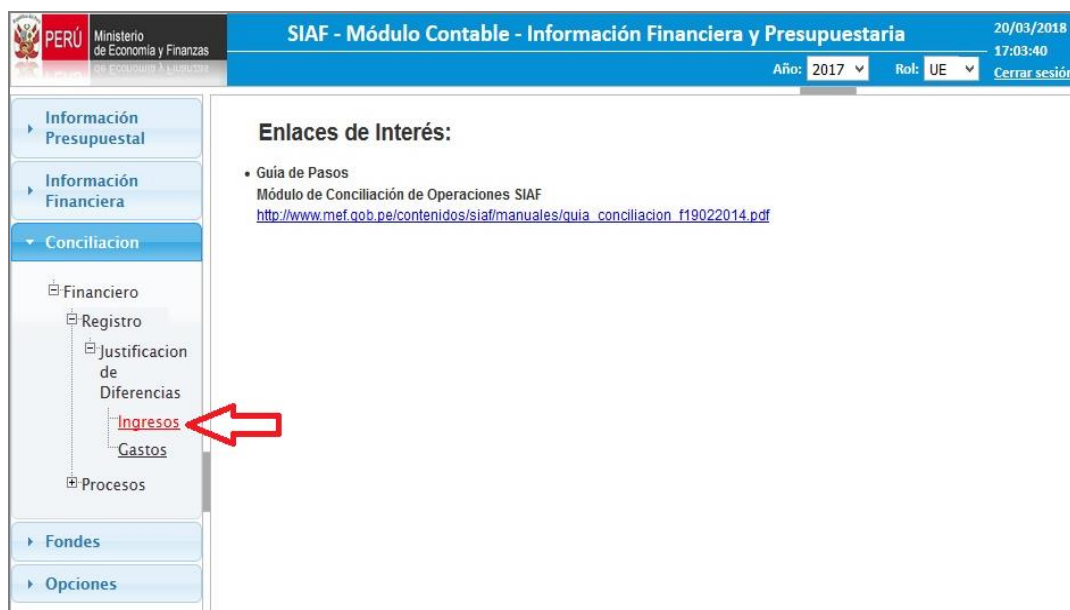 PERÚ
Ministerio
de Economía y Finanzas
SIAF - Módulo Contable - Información Financiera y Presupuestaria
20/03/2018
17:03:40
Año: 2017 Rol: UE
Cerrar sesión
Información
Presupuestal
Información
Financiera
Conciliacion
Financiero
Registro
Justificacion
de
Diferencias
Ingresos
Gastos
Procesos
Fondes
Opciones
Enlaces de Interés:
• Guía de Pasos
Módulo de Conciliación de Operaciones SIAF
http://www.mef.gob.pe/contenidos/siaf/manuales/guia_conciliacion_f19022014.pdf